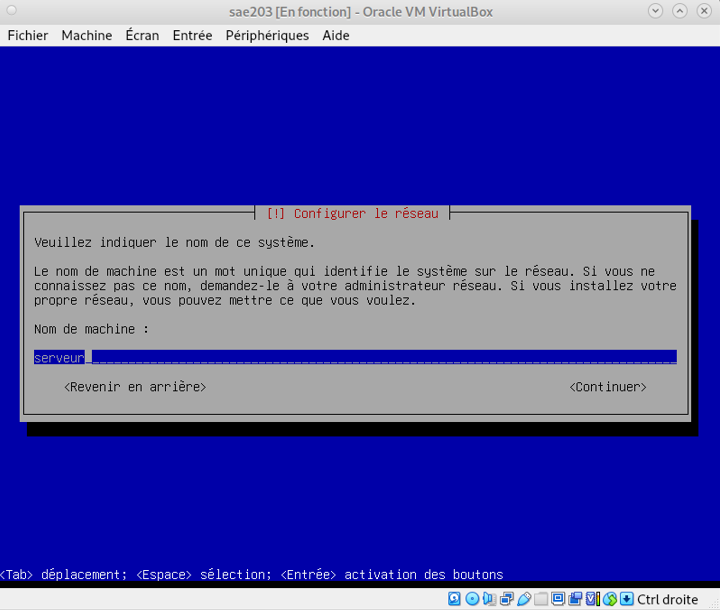 sae203 [En fonction] - Oracle VM VirtualBox
Fichier Machine Écran Entrée Périphériques Aide
[!] Configurer le réseau
Veuillez indiquer le nom de ce système.
Le nom de machine est un mot unique qui identifie le système sur le réseau. Si vous ne
connaissez pas ce nom, demandez-le à votre administrateur réseau. Si vous installez votre
propre réseau, vous pouvez mettre ce que vous voulez.
Nom de machine :
serveur
<Revenir en arrière> <Continuer>
<Tab> déplacement; <Espace> sélection; <Entrée> activation des boutons
Ctrl droite